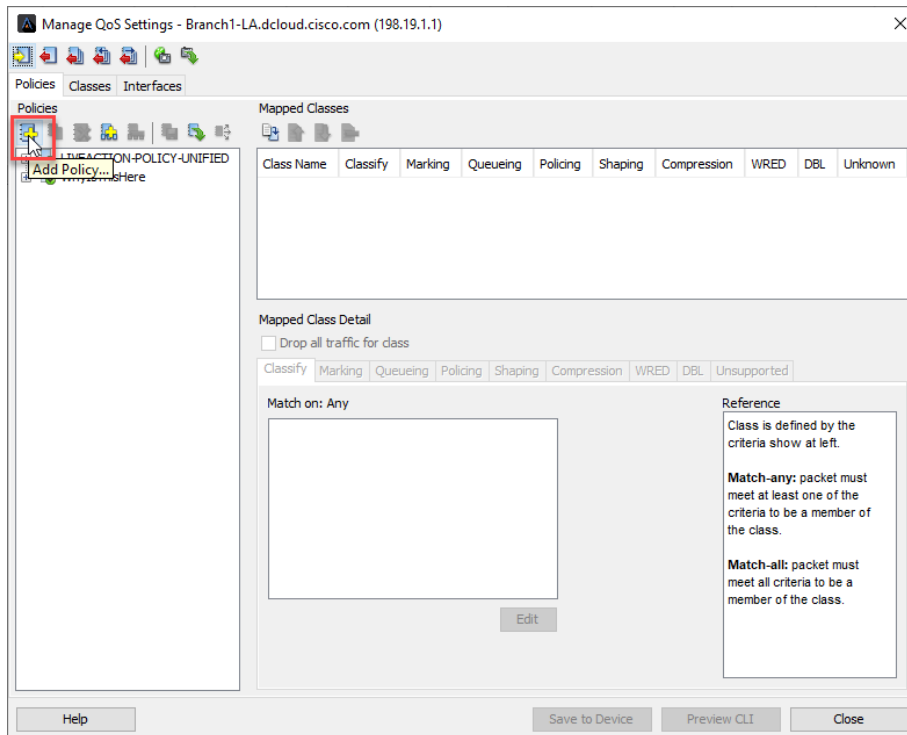 Manage QoS Settings - Branch1-LA.dcloud.cisco.com (198.19.1.1)
Policies Classes Interfaces
Policies
LIVEACTION-POLICY-UNIFIED
Add Policy...
WhyIsThisHere
Mapped Classes
Class Name Classify Marking Queueing Policing Shaping Compression WRED DBL Unknown
Mapped Class Detail
Drop all traffic for class
Classify Marking Queueing Policing Shaping Compression WRED DBL Unsupported
Match on: Any
Edit
Reference
Class is defined by the
criteria show at left.
Match-any: packet must
meet at least one of the
criteria to be a member of
the class.
Match-all: packet must
meet all criteria to be a
member of the class.
Help Save to Device Preview CLI Close